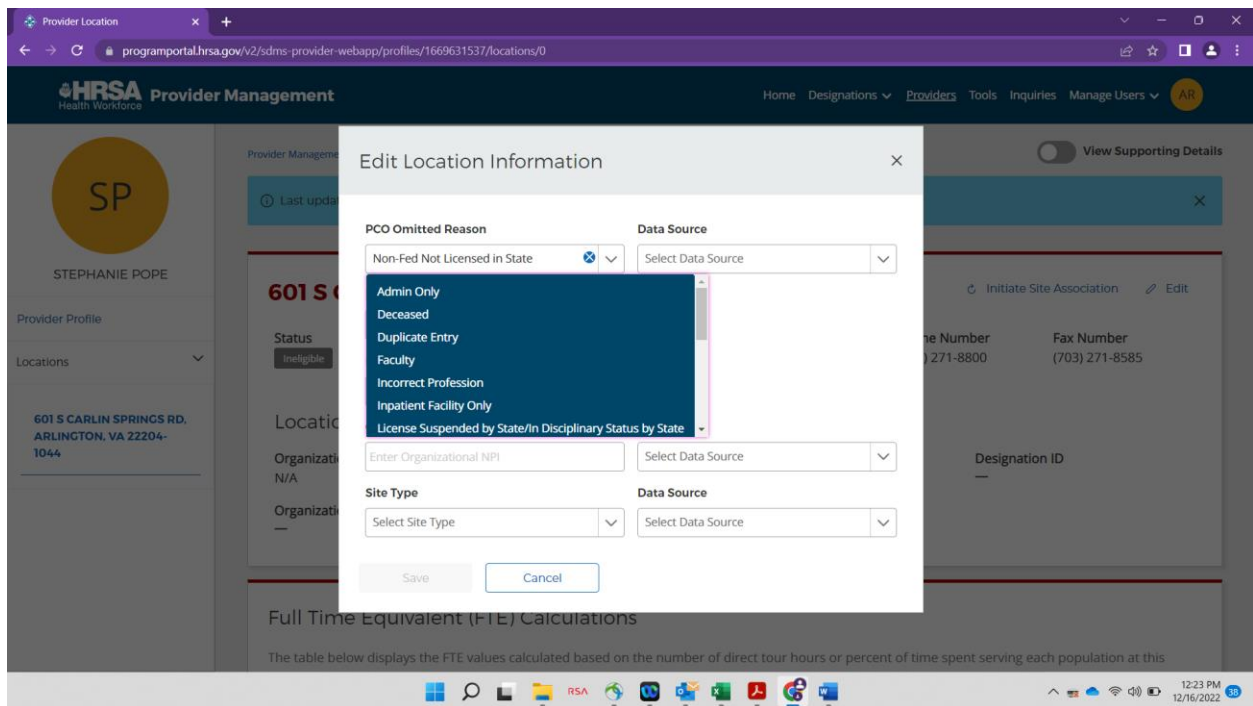 Provider Location
programportal.hrsa.gov/v2/sdms-provider-webapp/profiles/1669631537/locations/0
HRSA
Health Workforce
Provider Management
Home Designations Providers Tools Inquiries Manage Users AR
SP
STEPHANIE POPE
Provider Profile
Locations
601 S CARLIN SPRINGS RD,
ARLINGTON, VA 22204-
1044
Provider Manageme
View Supporting Details
Last upda
601 S C
Initiate Site Association Edit
Status
Ineligible
ne Number
) 271-8800
Fax Number
(703) 271-8585
Locatio
Organizati
N/A
Designation ID
—
Organizati
—
Edit Location Information
PCO Omitted Reason Data Source
Non-Fed Not Licensed in State Select Data Source
Admin Only
Deceased
Duplicate Entry
Faculty
Incorrect Profession
Inpatient Facility Only
License Suspended by State/In Disciplinary Status by State
Enter Organizational NPI Select Data Source
Site Type Data Source
Select Site Type Select Data Source
Save Cancel
Full Time Equivalent (FTE) Calculations
The table below displays the FTE values calculated based on the number of direct tour hours or percent of time spent serving each population at this
RSA
12:23 PM
12/16/2022
38